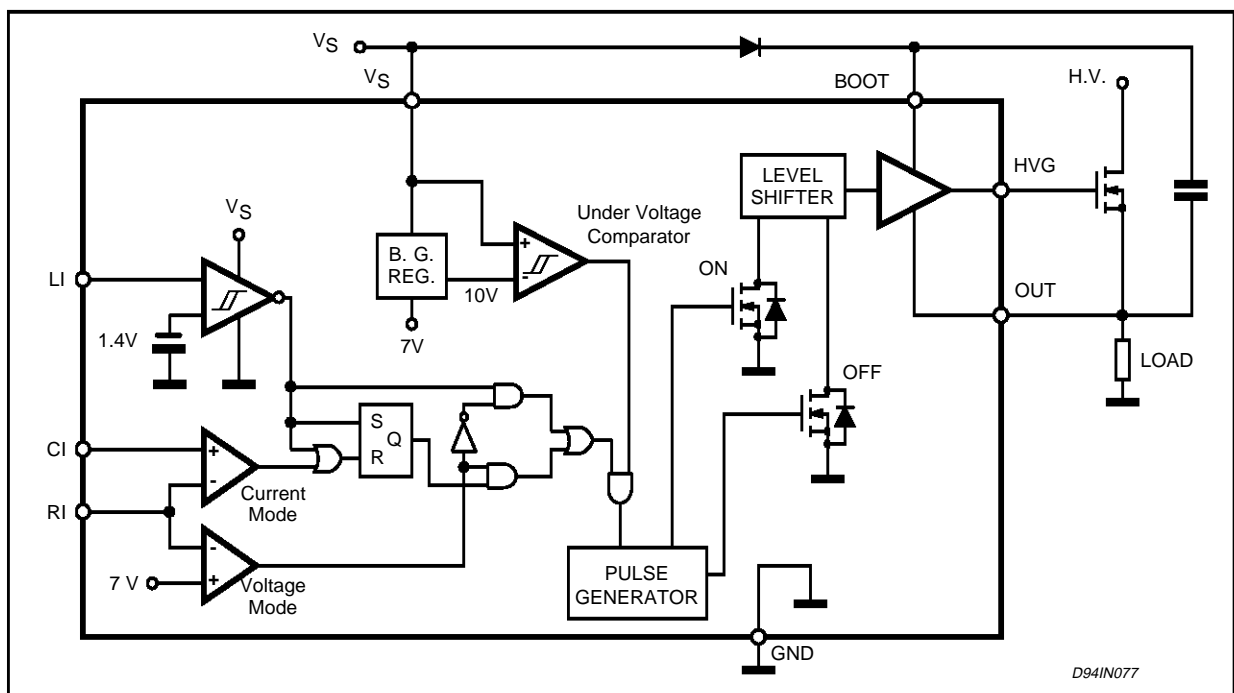 VS
VS
BOOT
H.V.
LEVEL
SHIFTER
HVG
VS
Under Voltage
Comparator
+
-
B. G.
REG.
LI
10V
ON
OUT
1.4V
7V
LOAD
OFF
S
Q
R
CI
+
-
Current
Mode
RI
-
+
7 V
Voltage
Mode
PULSE
GENERATOR
GND
D94IN077